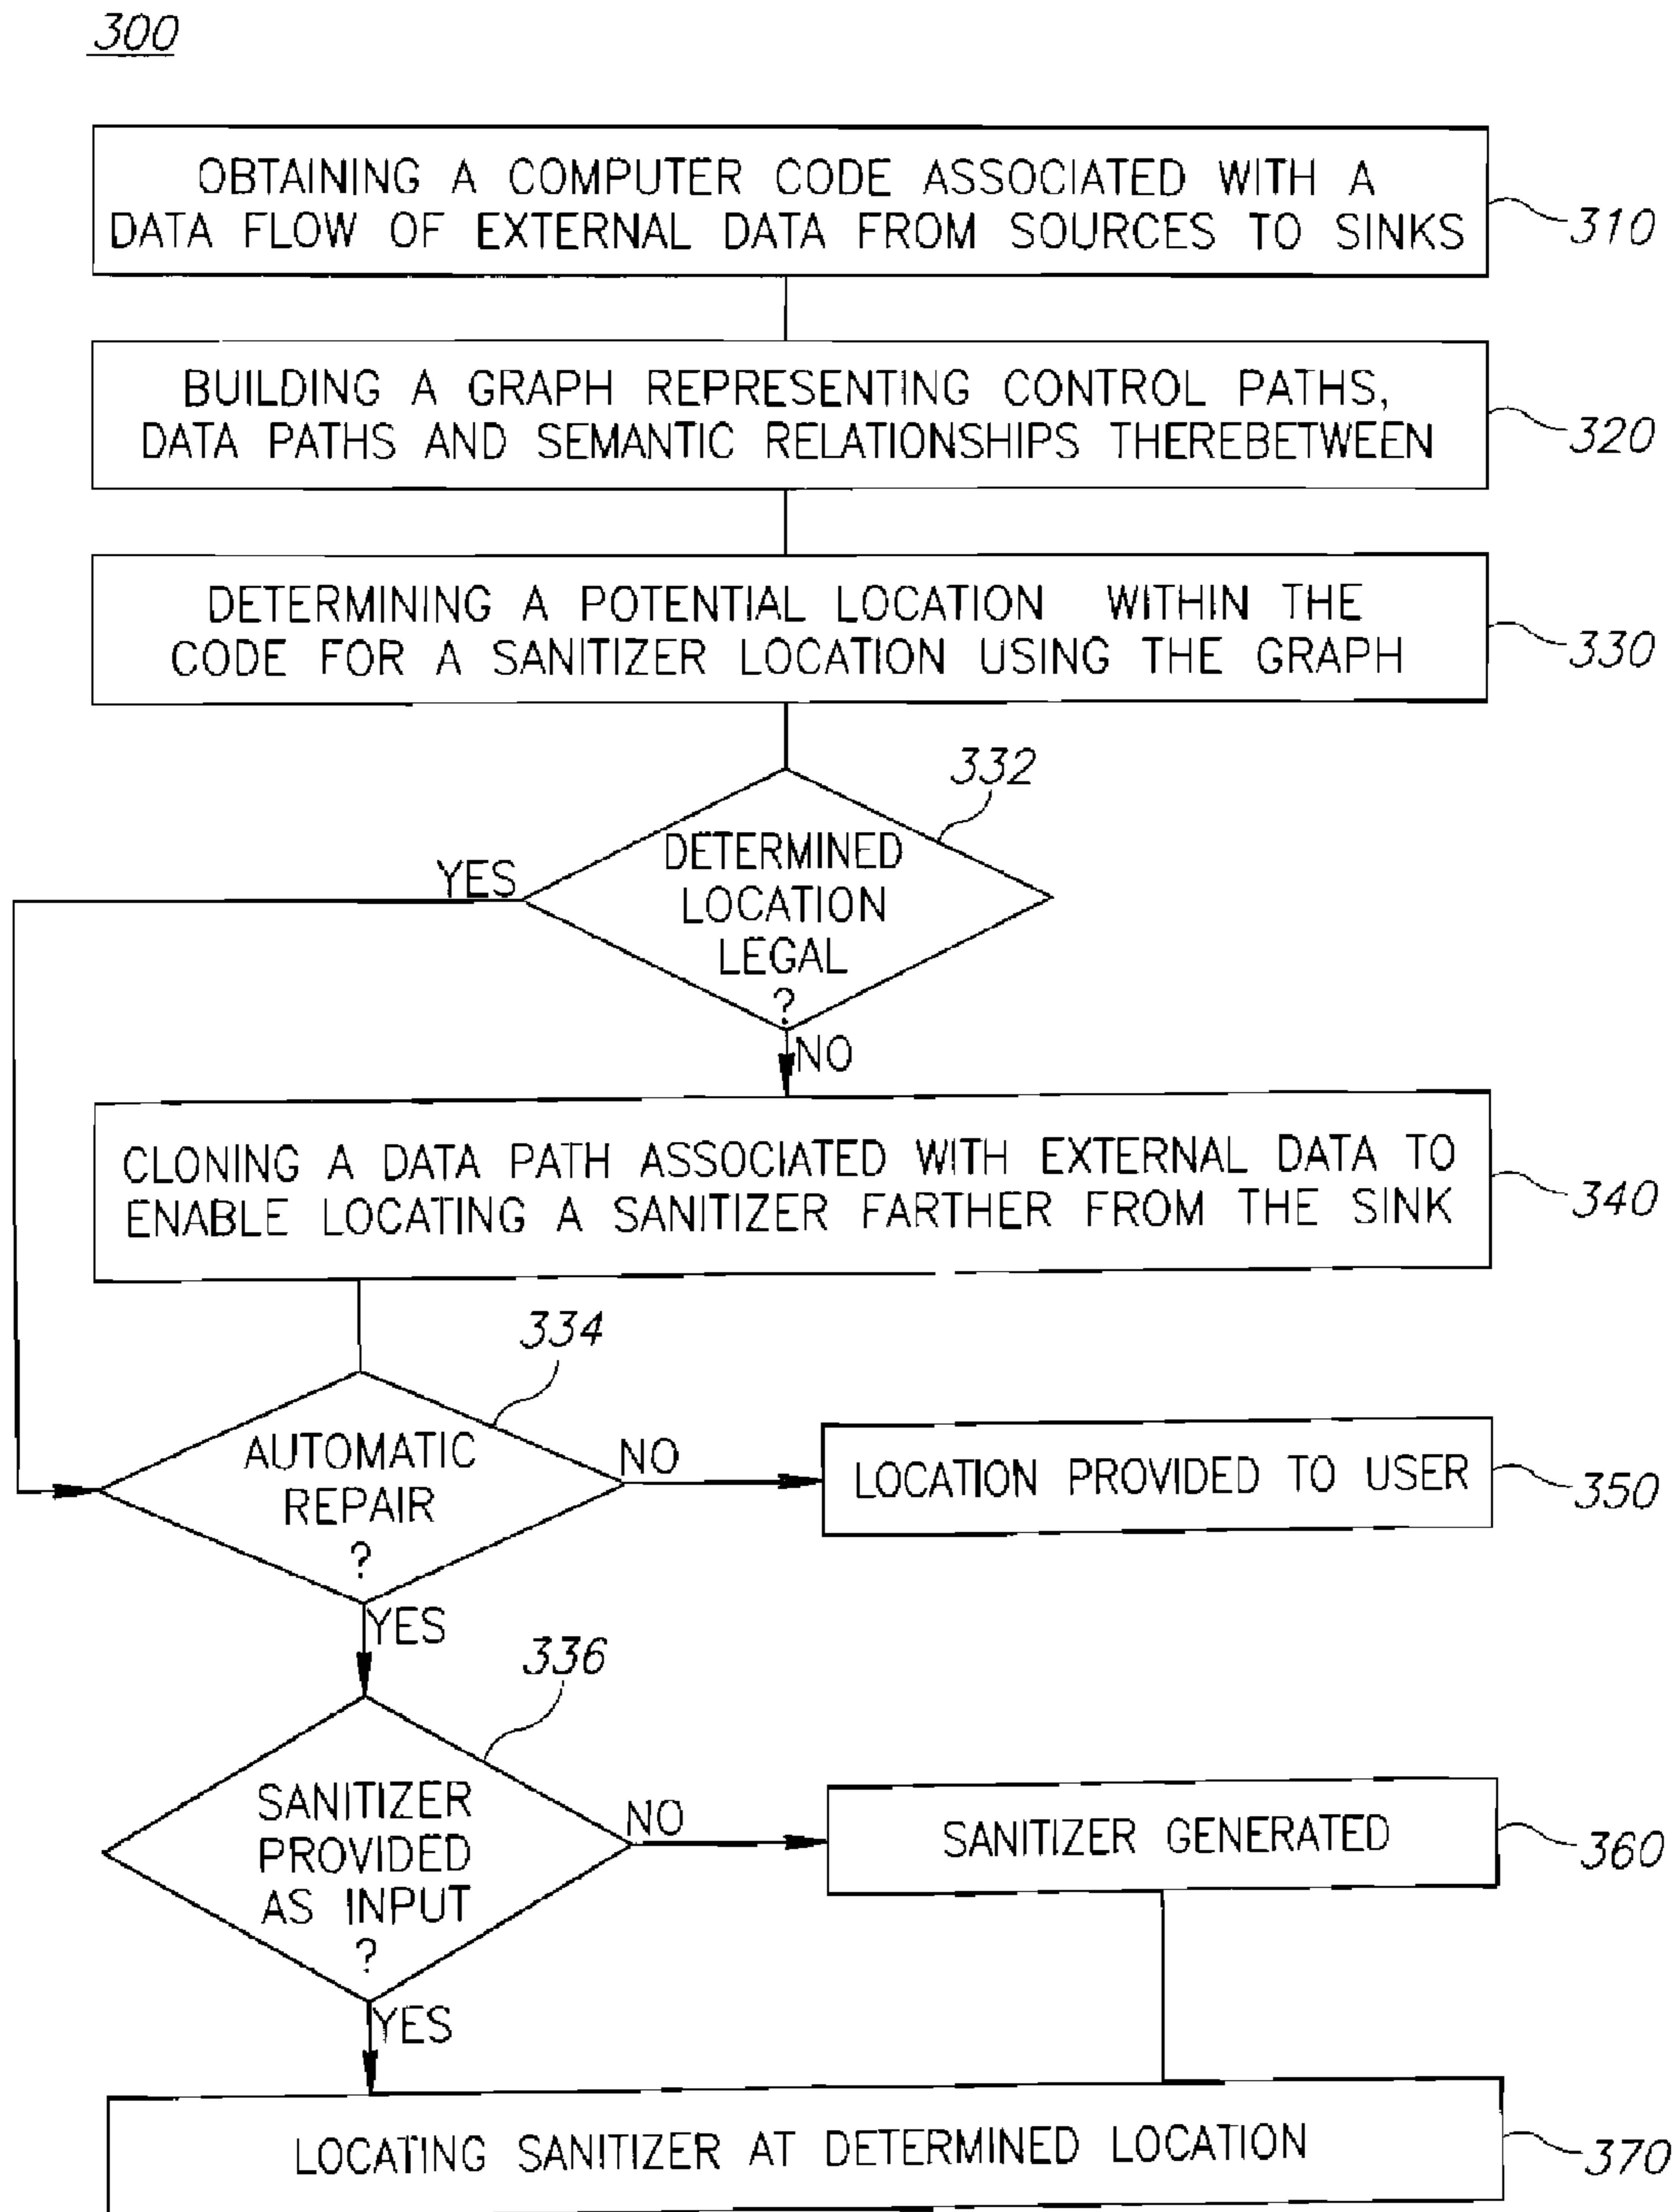 300
OBTAINING A COMPUTER CODE ASSOCIATED WITH A
DATA FLOW OF EXTERNAL DATA FROM SOURCES TO SINKS
310
BUILDING A GRAPH REPRESENTING CONTROL PATHS,
DATA PATHS AND SEMANTIC RELATIONSHIPS THEREBETWEEN
320
DETERMINING A POTENTIAL LOCATION WITHIN THE
CODE FOR A SANITIZER LOCATION USING THE GRAPH
330
332
DETERMINED
LOCATION
LEGAL
?
YES
NO
CLONING A DATA PATH ASSOCIATED WITH EXTERNAL DATA TO
ENABLE LOCATING A SANITIZER FARTHER FROM THE SINK
340
334
AUTOMATIC
REPAIR
?
NO
LOCATION PROVIDED TO USER
350
YES
336
SANITIZER
PROVIDED
AS INPUT
?
NO
SANITIZER GENERATED
360
YES
LOCATING SANITIZER AT DETERMINED LOCATION
370